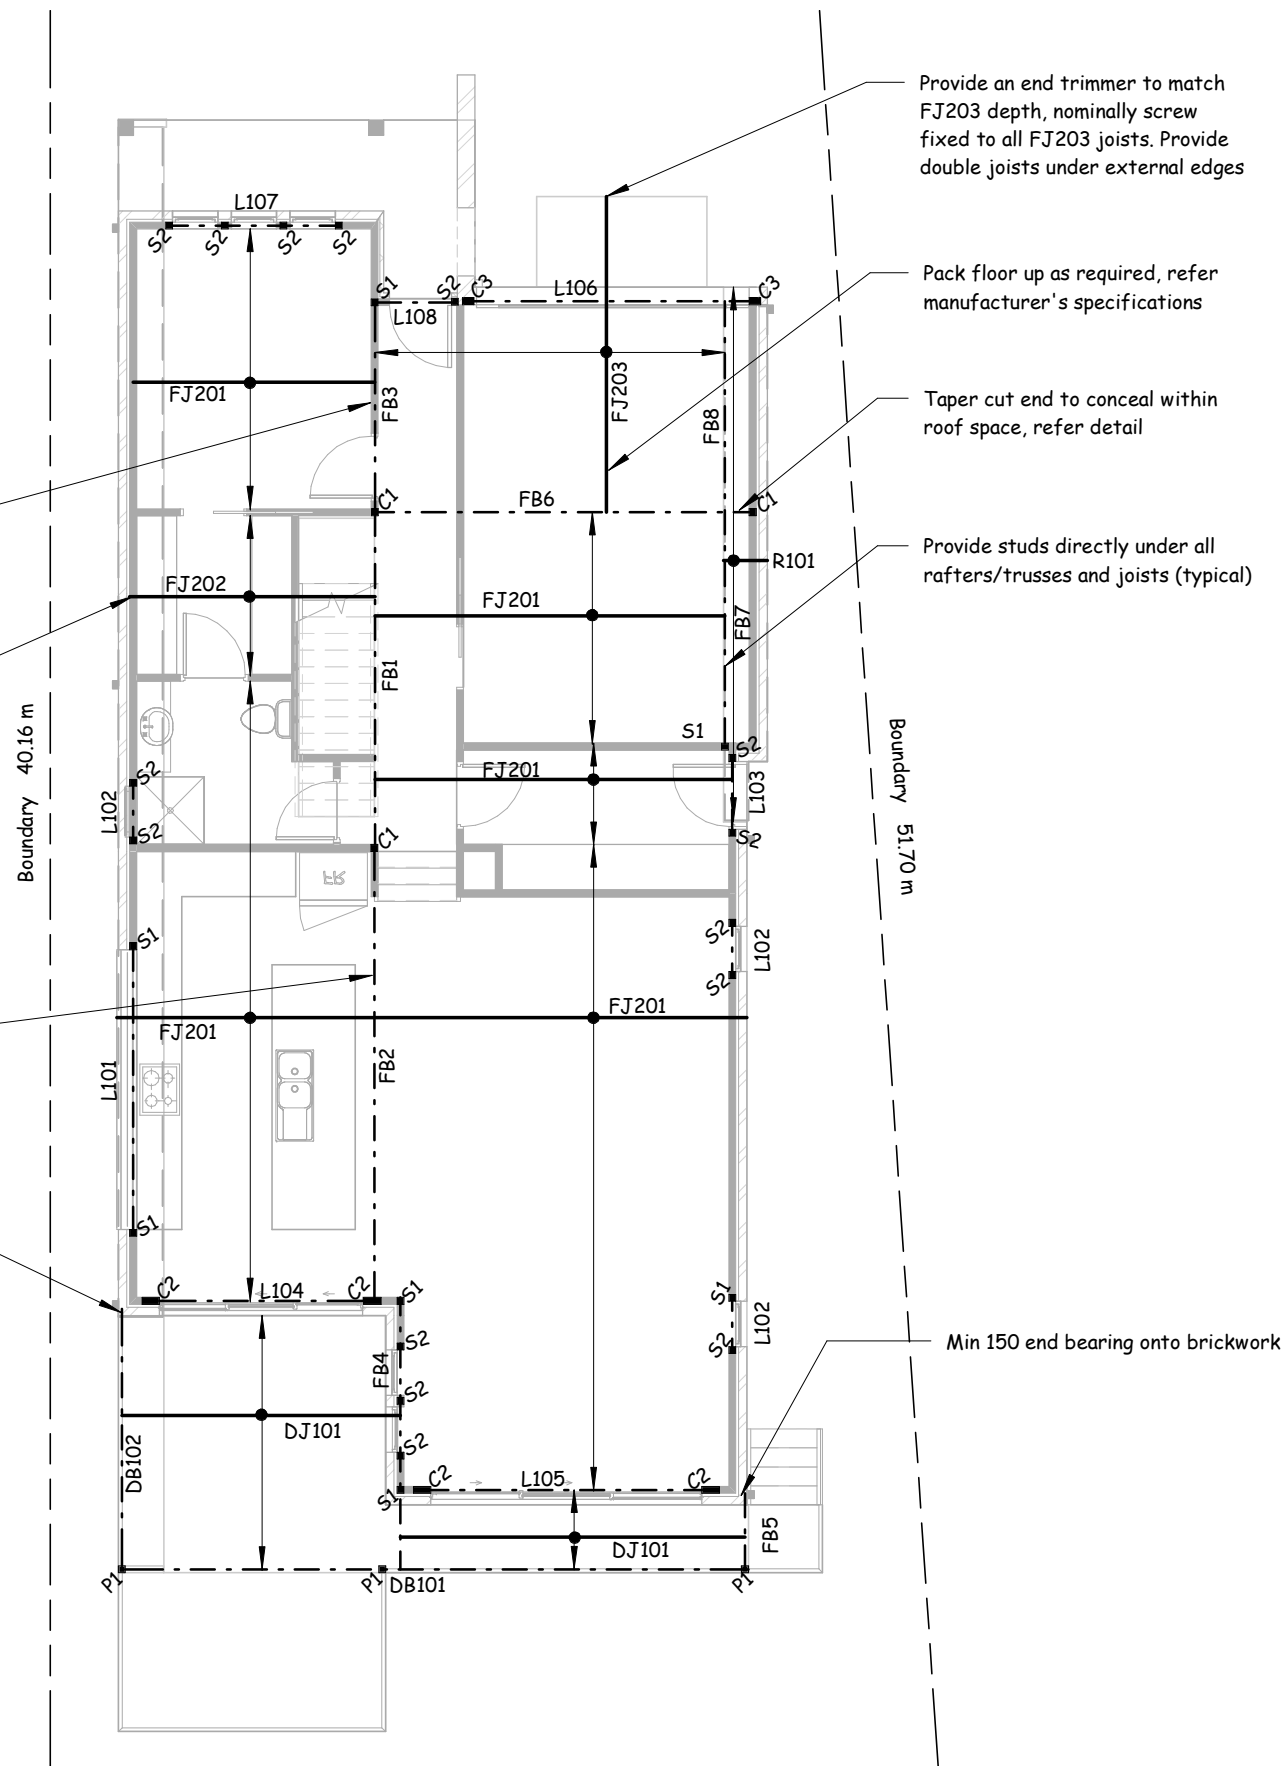 Provide an end trimmer to match
FJ203 depth, nominally screw
fixed to all FJ203 joists. Provide
double joists under external edges
L107
S2
S2
S2
S2
S1
S2
C3
L106
C3
L108
Pack floor up as required, refer
manufacturer's specifications
FJ201
FB3
FJ203
FB8
Taper cut end to conceal within
roof space, refer detail
C1
FB6
C1
Provide studs directly under all
rafters/trusses and joists (typical)
R101
FJ202
FJ201
FB7
FB1
Boundary 40.16 m
Boundary 51.70 m
S1
S2
S2
FJ201
L103
L102
S2
C1
S2
FR
S1
S2
L102
S2
FJ201
FJ201
L101
FB2
S1
C2
L104
C2
S1
S1
L102
S2
S2
Min 150 end bearing onto brickwork
FB4
S2
DJ101
S2
DB102
C2
L105
C2
S1
DJ101
FB5
P1
P1
DB101
P1